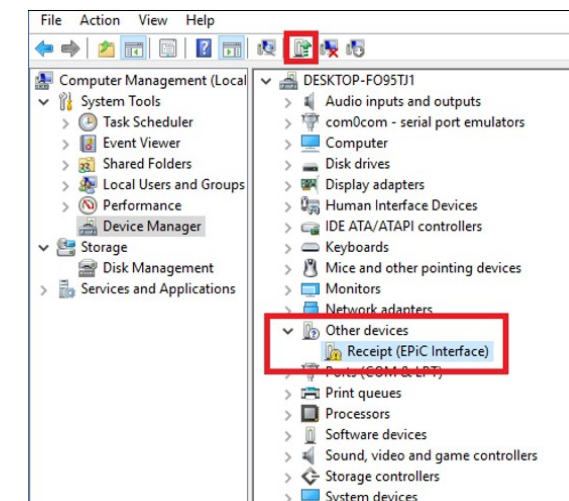 File Action View Help
Computer Management (Local
System Tools
Task Scheduler
Event Viewer
Shared Folders
Local Users and Groups
Performance
Device Manager
Storage
Disk Management
Services and Applications
DESKTOP-FO95TJ1
Audio inputs and outputs
com0com - serial port emulators
Computer
Disk drives
Display adapters
Human Interface Devices
IDE ATA/ATAPI controllers
Keyboards
Mice and other pointing devices
Monitors
Network adapters
Other devices
Receipt (EPiC Interface)
Ports (COM & LPT)
Print queues
Processors
Software devices
Sound, video and game controllers
Storage controllers
System devices